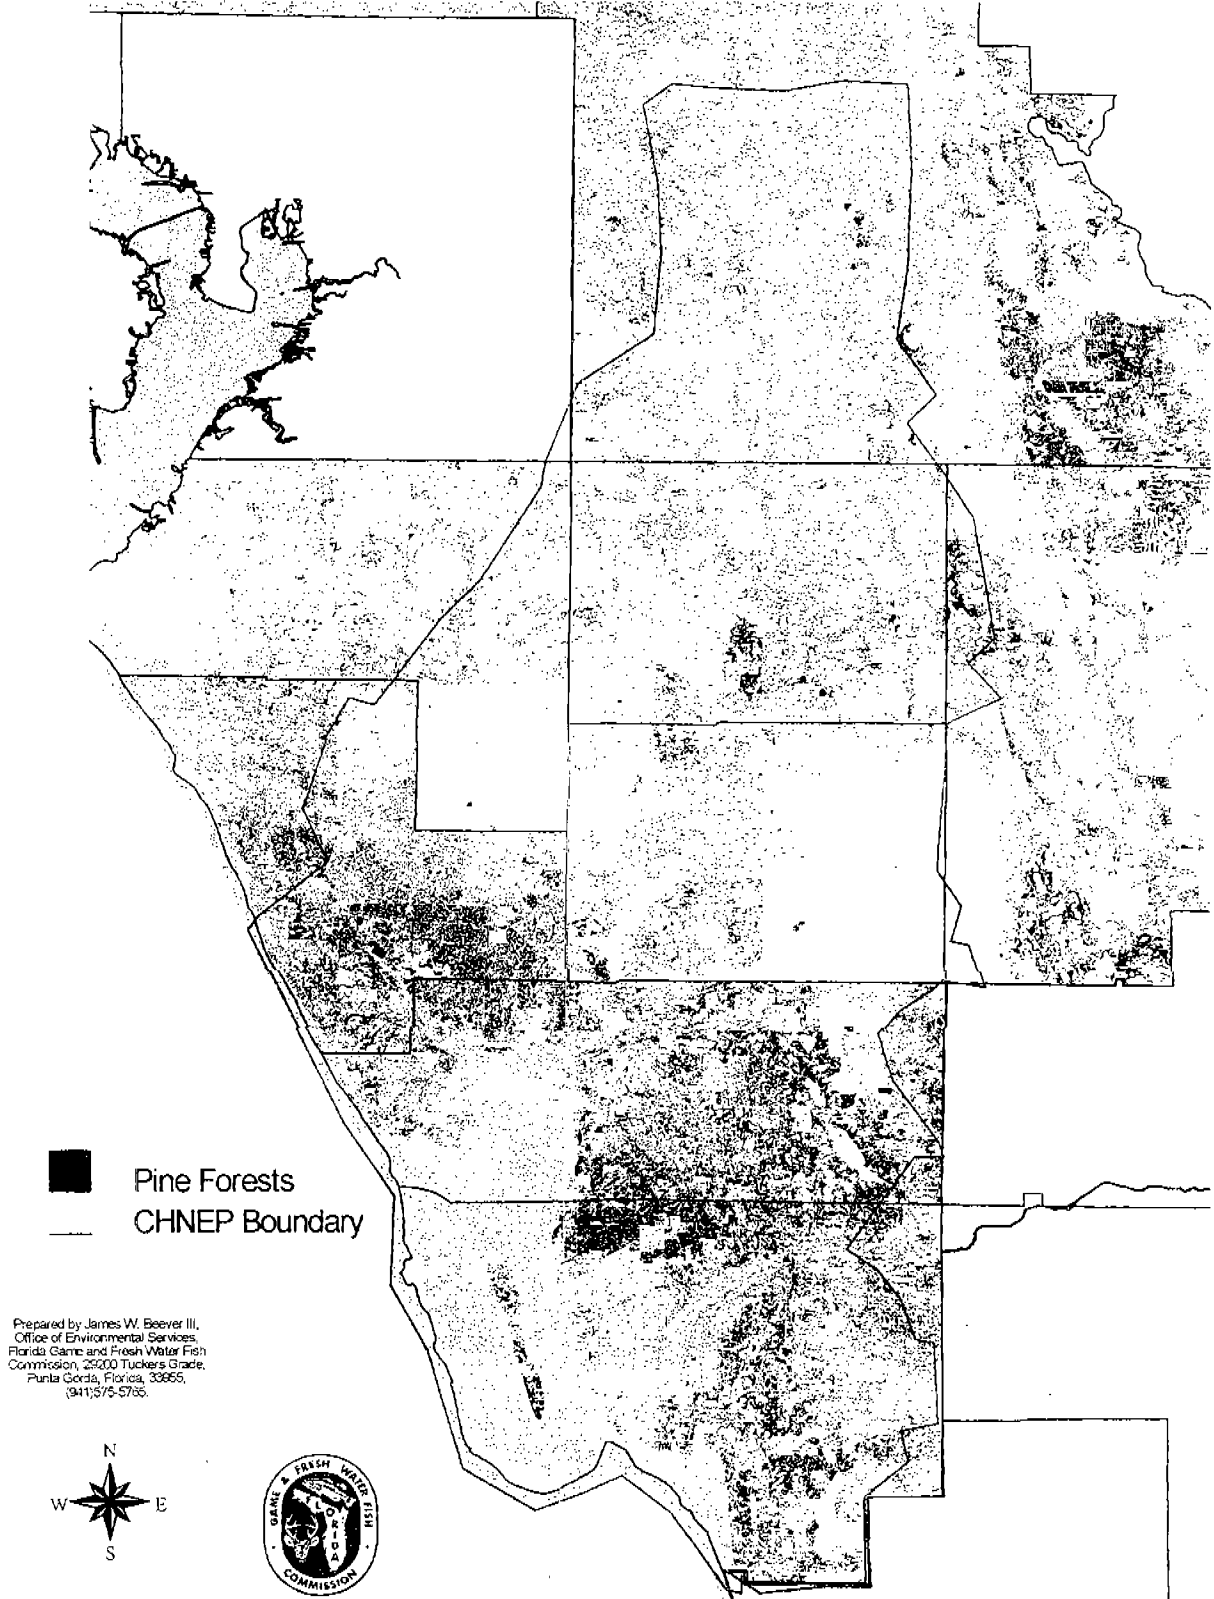 Pine Forests
CHNEP Boundary
Prepared by James W. Beever III,
Office of Environmental Services,
Florida Game and Fresh Water Fish
Commission, 29200 Tuckers Grade,
Punta Gorda, Florida, 33955,
(941)575-5765.
N
W E
S
GAME & FRESH WATER FISH
FLORIDA
COMMISSION